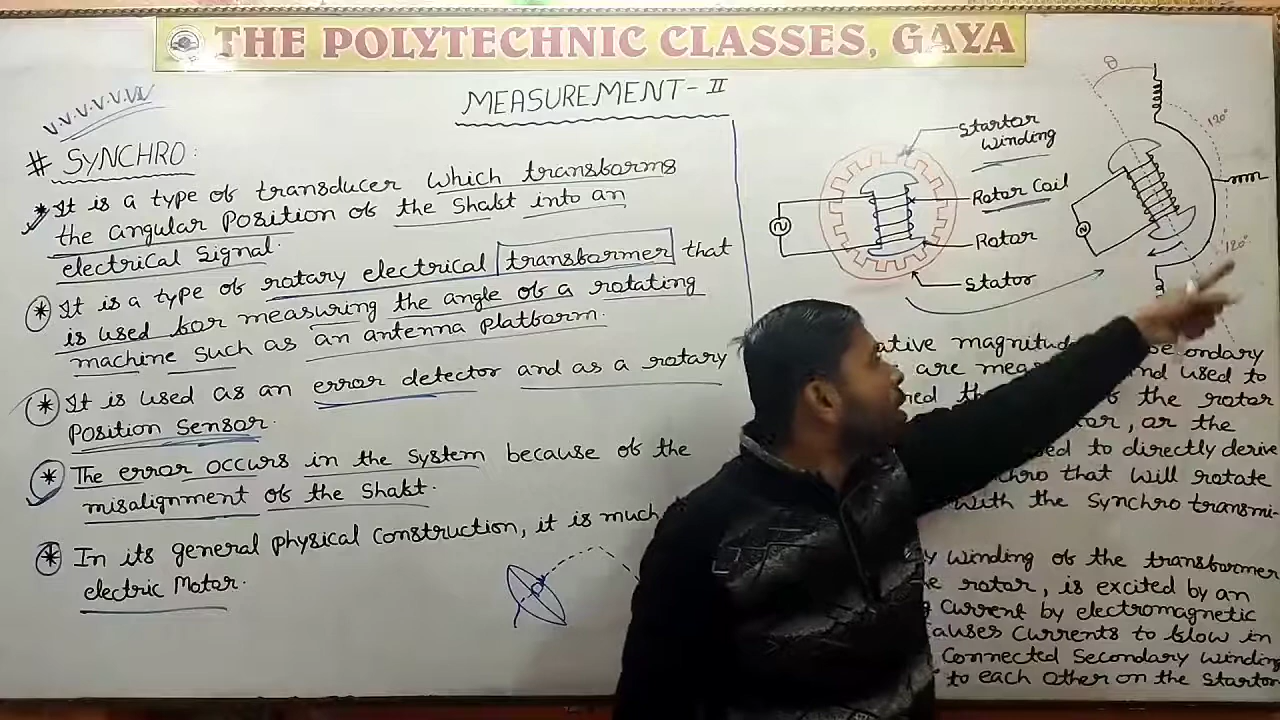 THE POLYTECHNIC CLASSES, GAYA
MEASUREMENT-II
V.V.V.V.VVI
# SYNCHRO:
* It is a type of transducer which transforms
the angular Position of the Shaft into an
electrical Signal.
* It is a type of rotary electrical transformer that
is used for measuring the angle of a rotating
machine such as an antenna platform.
* It is used as an error detector and as a rotary
Position Sensor.
* The error occurs in the System because of the
misalignment of the Shaft.
* In its general physical construction, it is much
electric Motor.
Startor
Winding
Rotor Coil
Rotor
Stator
θ
120°
120°
magnitud
ondary
are mea nd used to
the rotor
or, or the
ed to directly derive
chro that will rotate
with the Synchro transmi-
winding of the transformer
rotor, is excited by an
current by electromagnetic
auses currents to flow in
Connected Secondary winding
to each other on the Startor